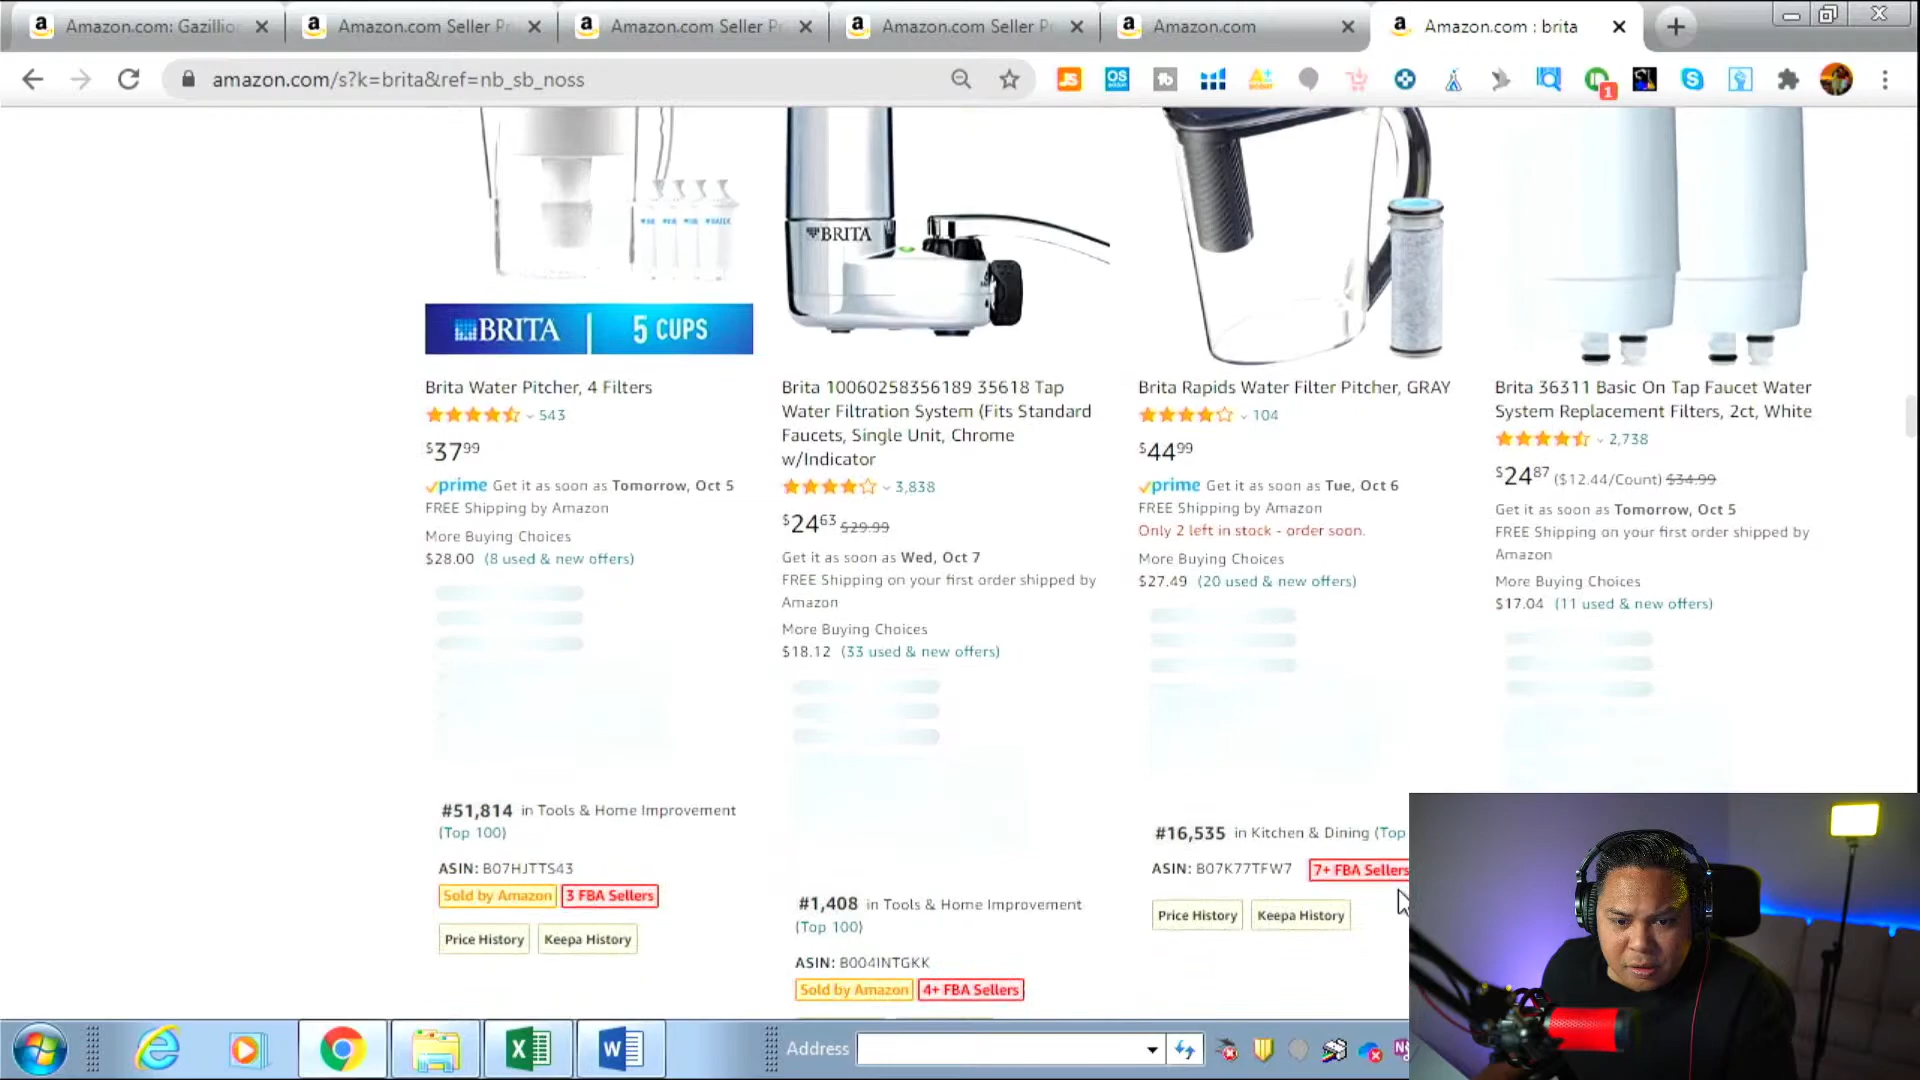 Amazon.com: Gazillio
Amazon.com Seller Pr
Amazon.com Seller Pr
Amazon.com Seller Pr
Amazon.com
Amazon.com : brita
amazon.com/s?k=brita&ref=nb_sb_noss
1
BRITA
BRITA | 5 CUPS
Brita Water Pitcher, 4 Filters
543
$37.99
prime Get it as soon as Tomorrow, Oct 5
FREE Shipping by Amazon
More Buying Choices
$28.00 (8 used & new offers)
#51,814 in Tools & Home Improvement
(Top 100)
ASIN: B07HJTTS43
Sold by Amazon 3 FBA Sellers
Price History Keepa History
Brita 10060258356189 35618 Tap
Water Filtration System (Fits Standard
Faucets, Single Unit, Chrome
w/Indicator
3,838
$24.63 $29.99
Get it as soon as Wed, Oct 7
FREE Shipping on your first order shipped by
Amazon
More Buying Choices
$18.12 (33 used & new offers)
#1,408 in Tools & Home Improvement
(Top 100)
ASIN: B004INTGKK
Sold by Amazon 4+ FBA Sellers
Brita Rapids Water Filter Pitcher, GRAY
104
$44.99
prime Get it as soon as Tue, Oct 6
FREE Shipping by Amazon
Only 2 left in stock - order soon.
More Buying Choices
$27.49 (20 used & new offers)
#16,535 in Kitchen & Dining (Top
ASIN: B07K77TFW7 7+ FBA Sellers
Price History Keepa History
Brita 36311 Basic On Tap Faucet Water
System Replacement Filters, 2ct, White
2,738
$24.87 ($12.44/Count) $34.99
Get it as soon as Tomorrow, Oct 5
FREE Shipping on your first order shipped by
Amazon
More Buying Choices
$17.04 (11 used & new offers)
Address